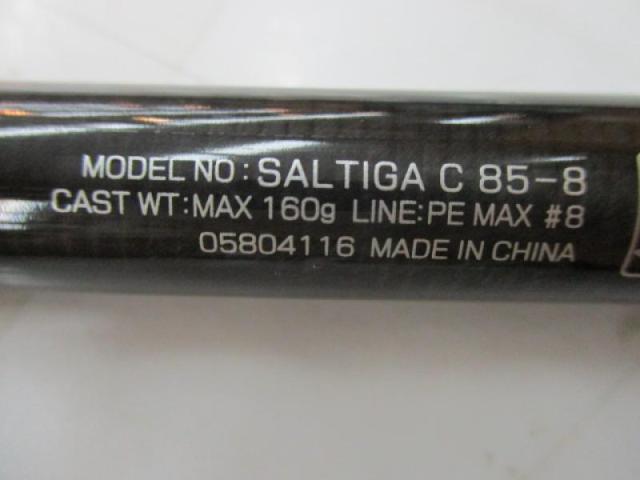 MODEL NO: SALTIGA C 85-8
CAST WT:MAX 160g LINE:PE MAX #8
05804116 MADE IN CHINA